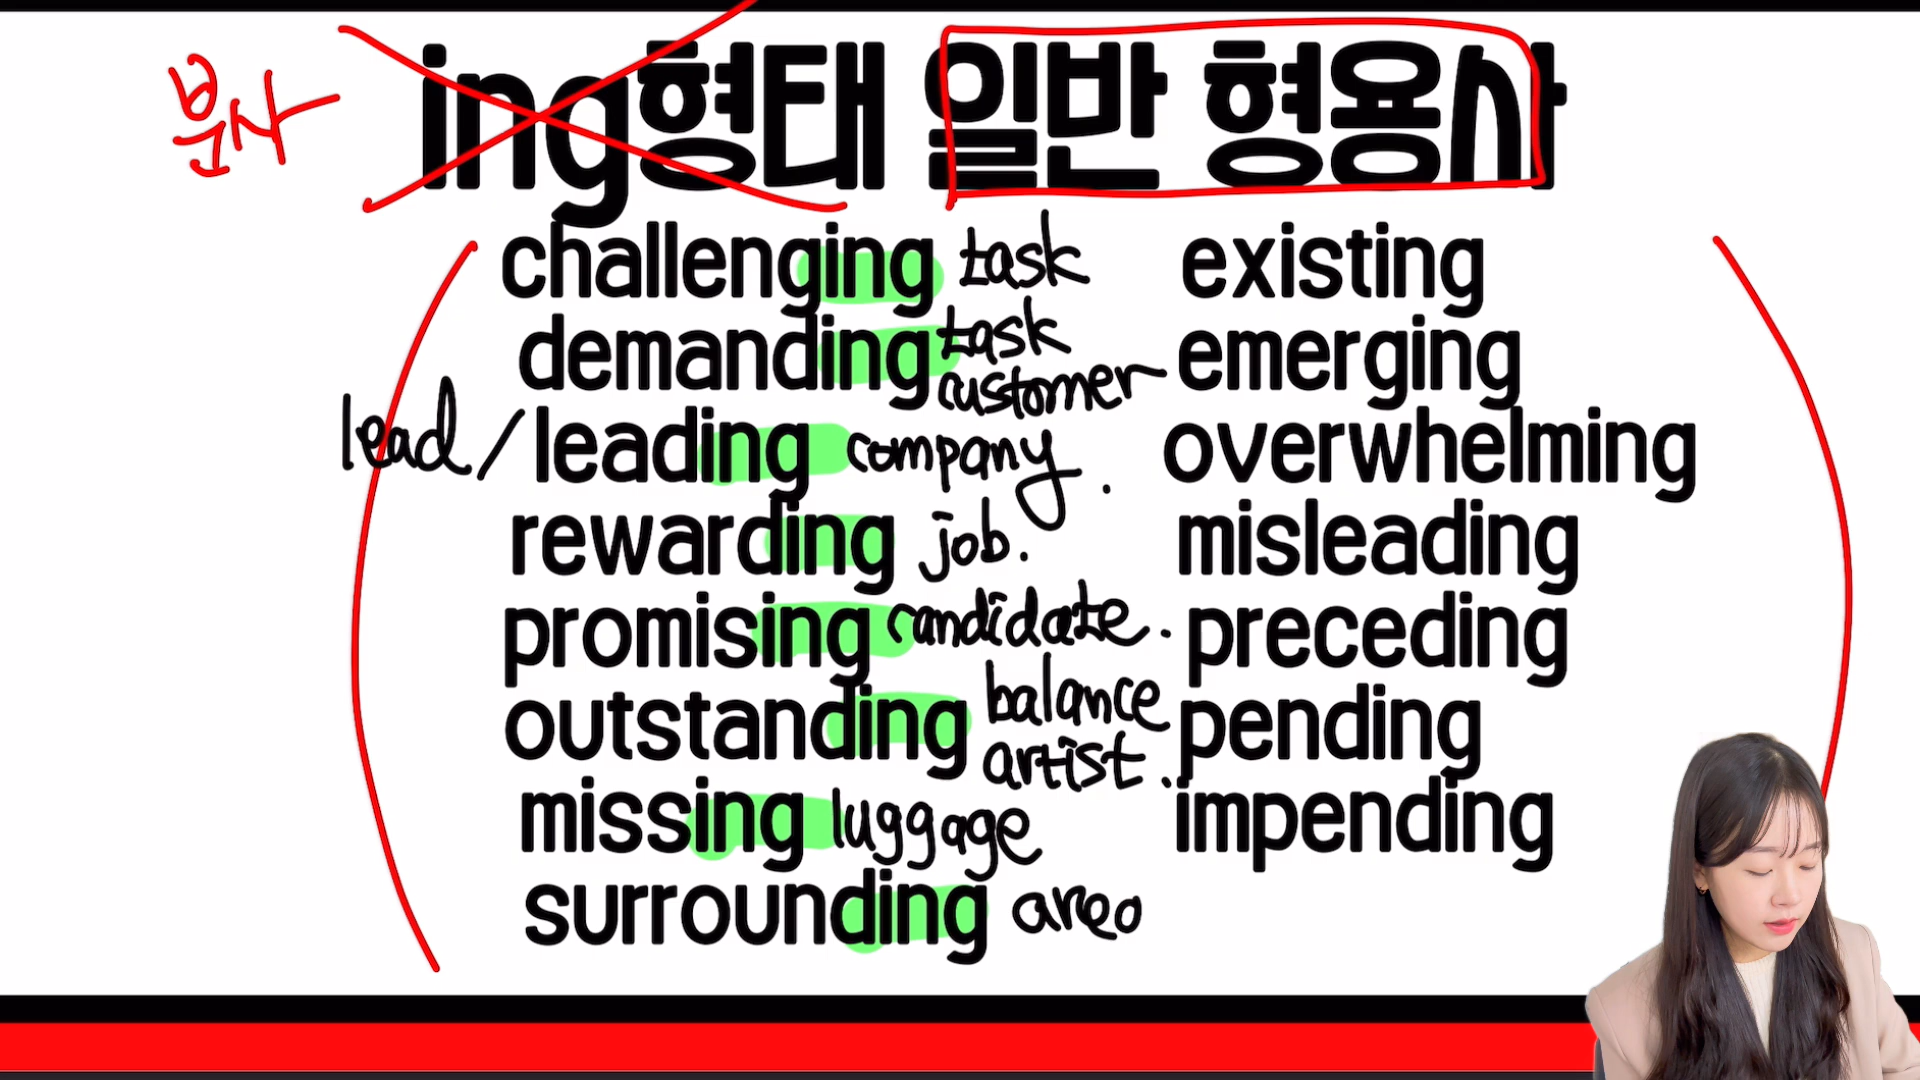 분사 ing형태 일반 형용사
challenging task existing
demanding task emerging
customer
lead / leading company . overwhelming
rewarding job. misleading
promising candidate. preceding
outstanding balance pending
artist.
missing luggage impending
surrounding area